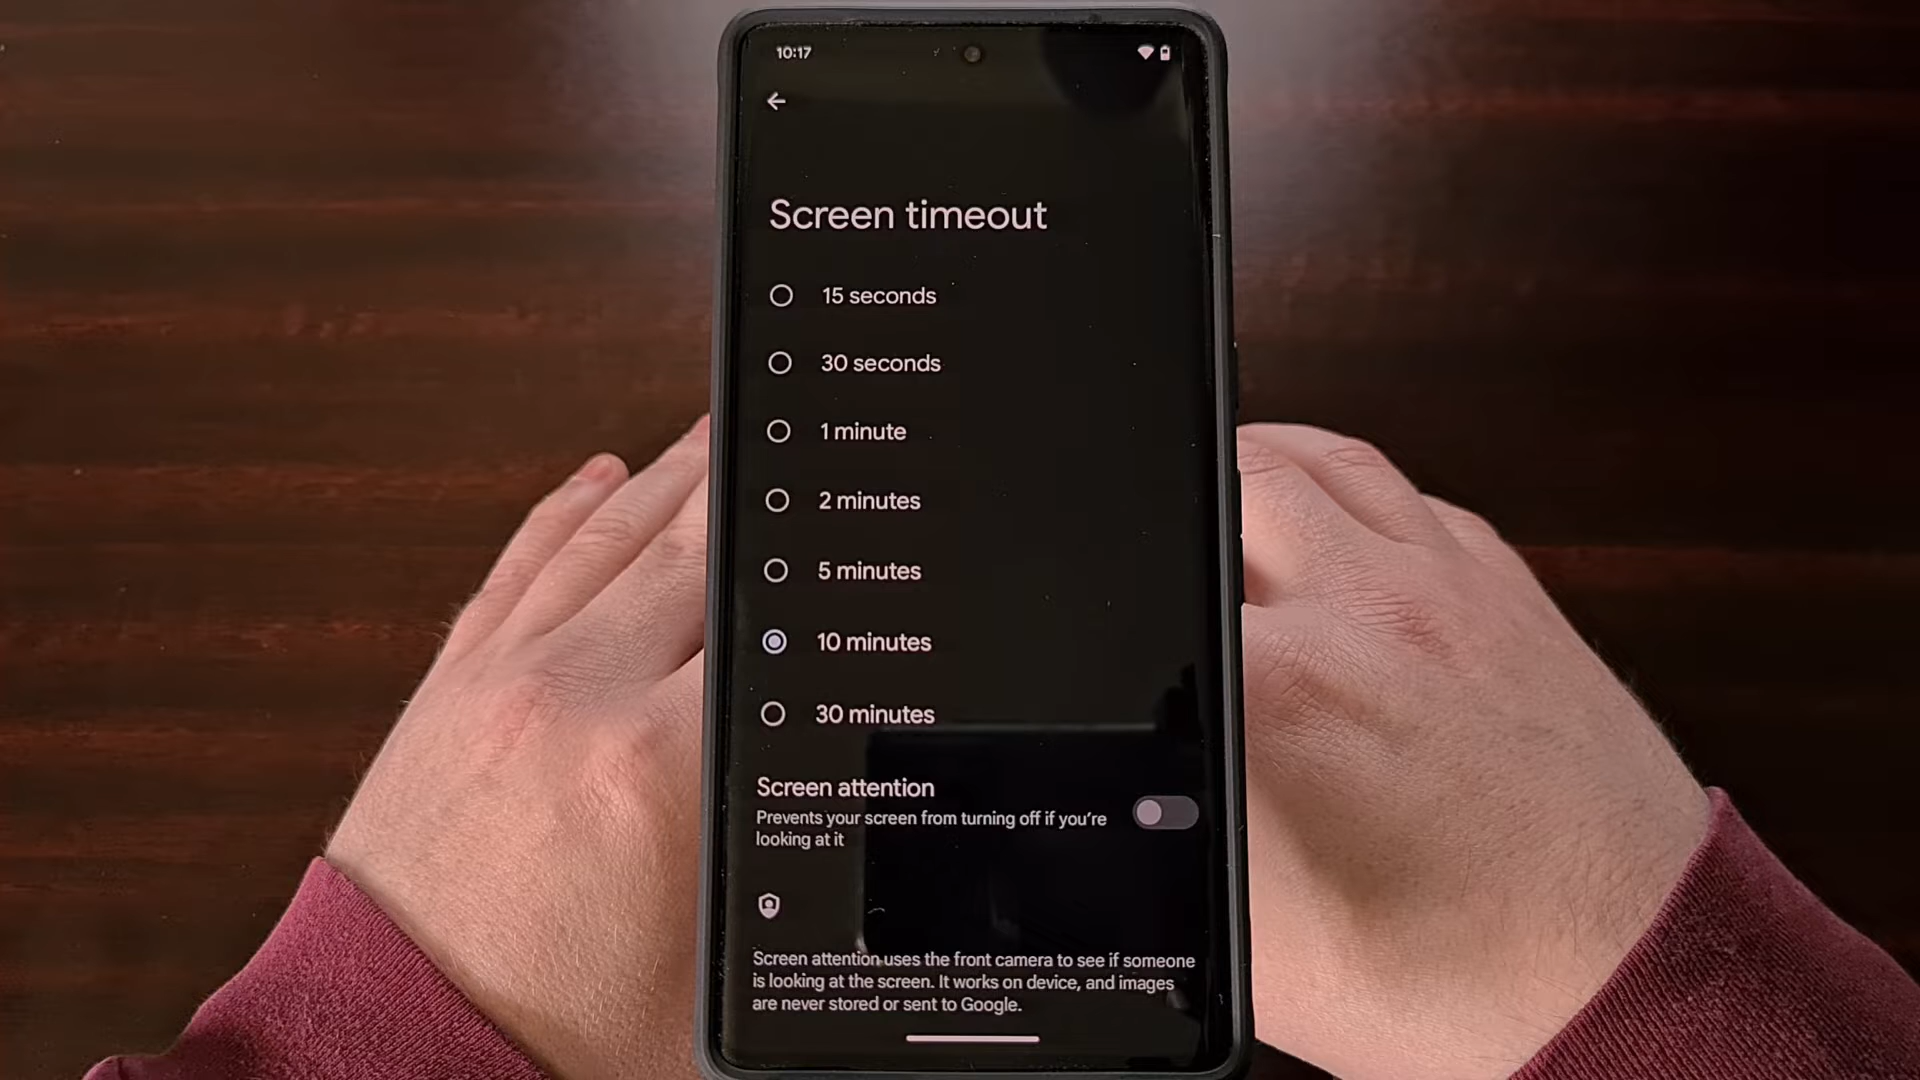 10:17
Screen timeout
15 seconds
30 seconds
1 minute
2 minutes
5 minutes
10 minutes
30 minutes
Screen attention
Prevents your screen from turning off if you're
looking at it
Screen attention uses the front camera to see if someone
is looking at the screen. It works on device, and images
are never stored or sent to Google.